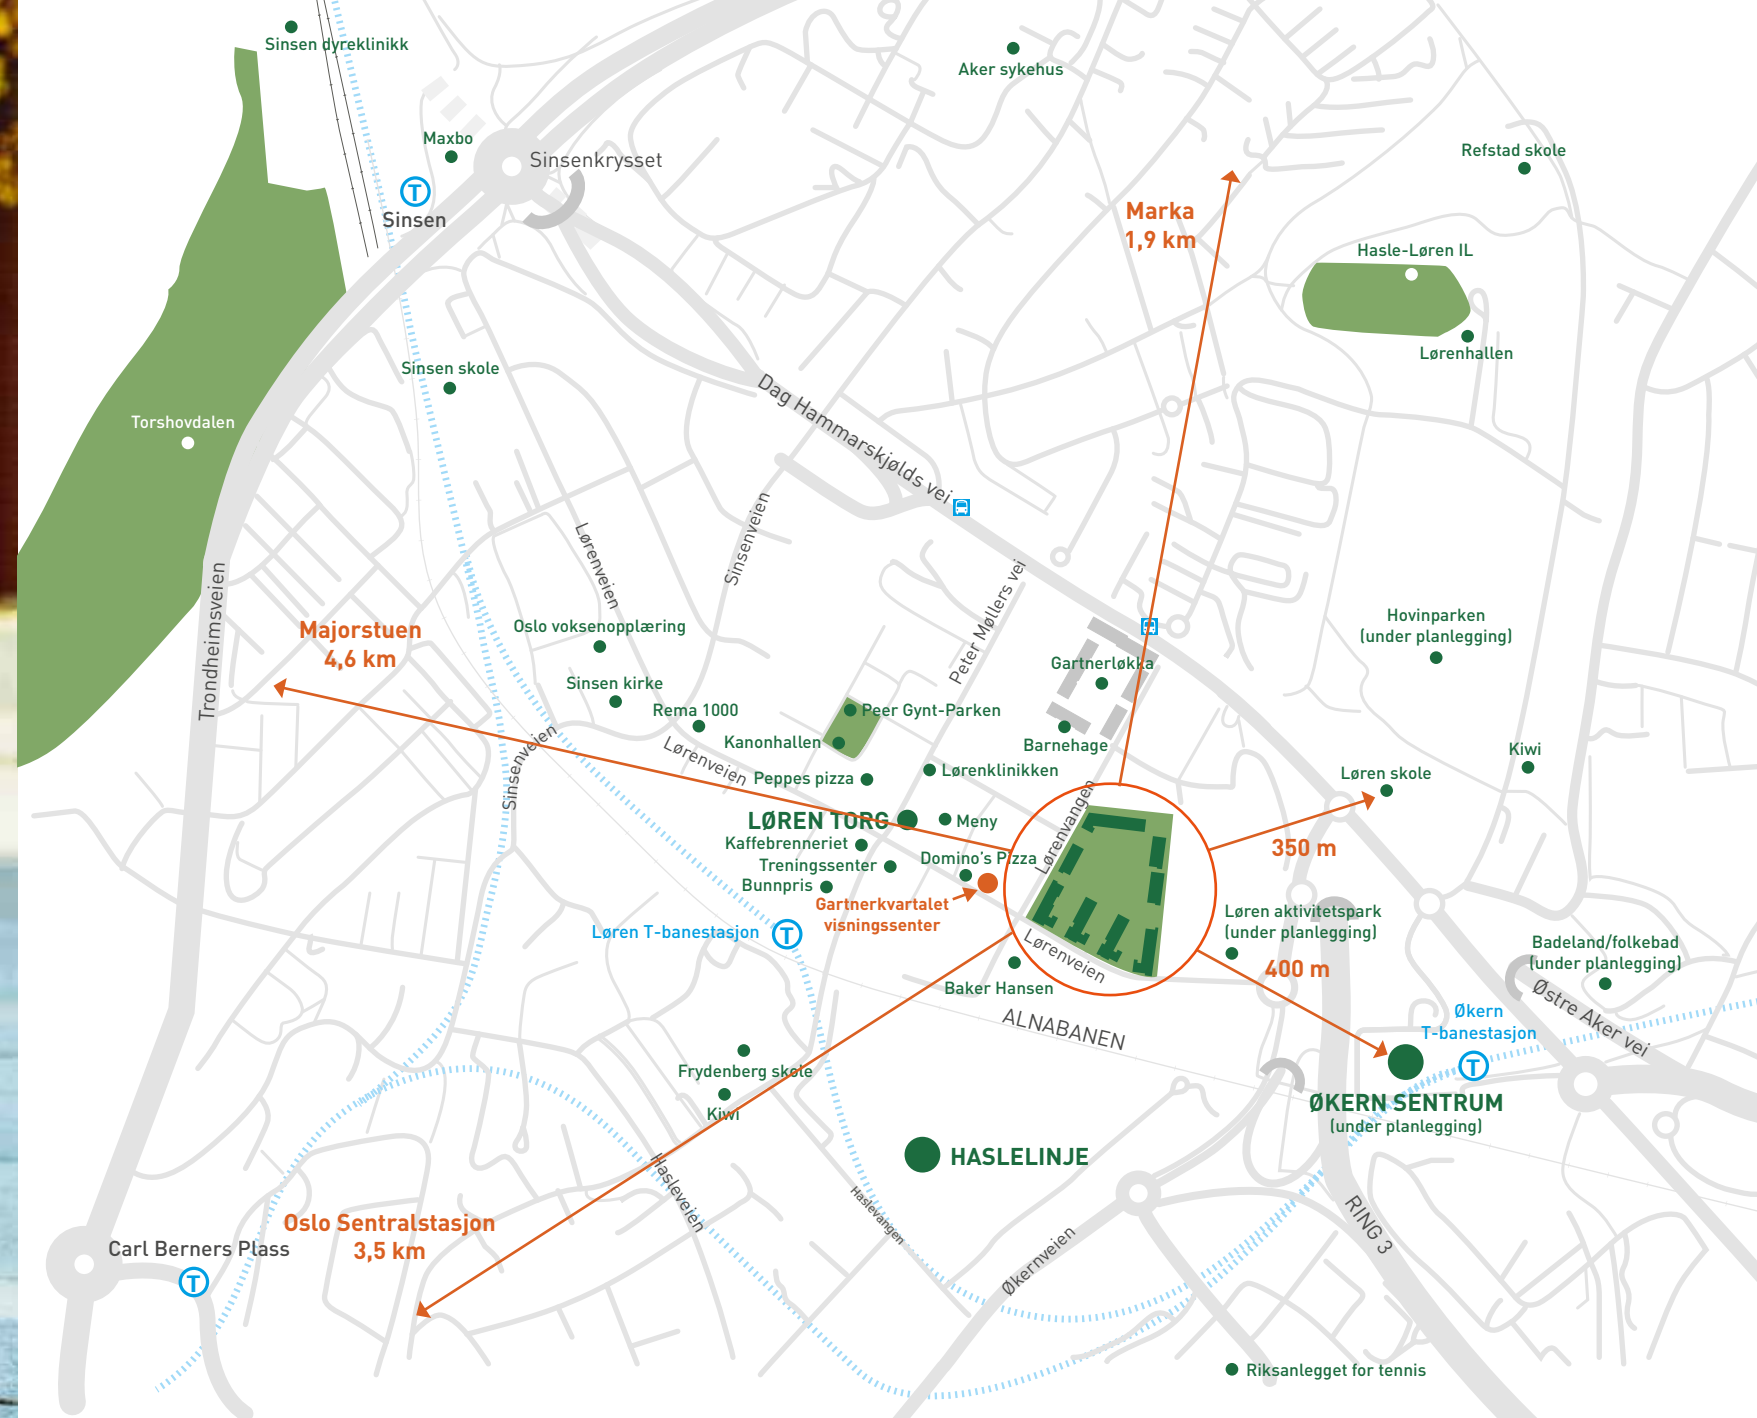 Sinsen dyreklinikk
Aker sykehus
Maxbo
Sinsenkrysset
T
Sinsen
Refstad skole
Marka
1,9 km
Hasle-Løren IL
Lørenhallen
Sinsen skole
Torshovdalen
Dag Hammarskjølds vei
Sinsenveien
Lørenveien
Trondheimsveien
Peter Møllers vei
Majorstuen
4,6 km
Oslo voksenopplæring
Hovinparken
(under planlegging)
Gartnerløkka
Sinsen kirke
Rema 1000
Peer Gynt-Parken
Kanonhallen
Barnehage
Lørenveien
Sinsenveien
Kiwi
Peppes pizza
Lørenklinikken
Løren skole
LØREN TORG
Meny
Lørenvangen
Kaffebrenneriet
350 m
Treningssenter
Domino's Pizza
Bunnpris
Gartnerkvartalet
visningssenter
Løren aktivitetspark
(under planlegging)
Løren T-banestasjon
T
Lørenveien
400 m
Badeland/folkebad
(under planlegging)
Baker Hansen
Østre Aker vei
ALNABANEN
Økern
T-banestasjon
T
Frydenberg skole
Kiwi
ØKERN SENTRUM
(under planlegging)
HASLELINJE
Hasleveien
Haslevangen
RING 3
Oslo Sentralstasjon
3,5 km
Carl Berners Plass
T
Økernveien
Riksanlegget for tennis